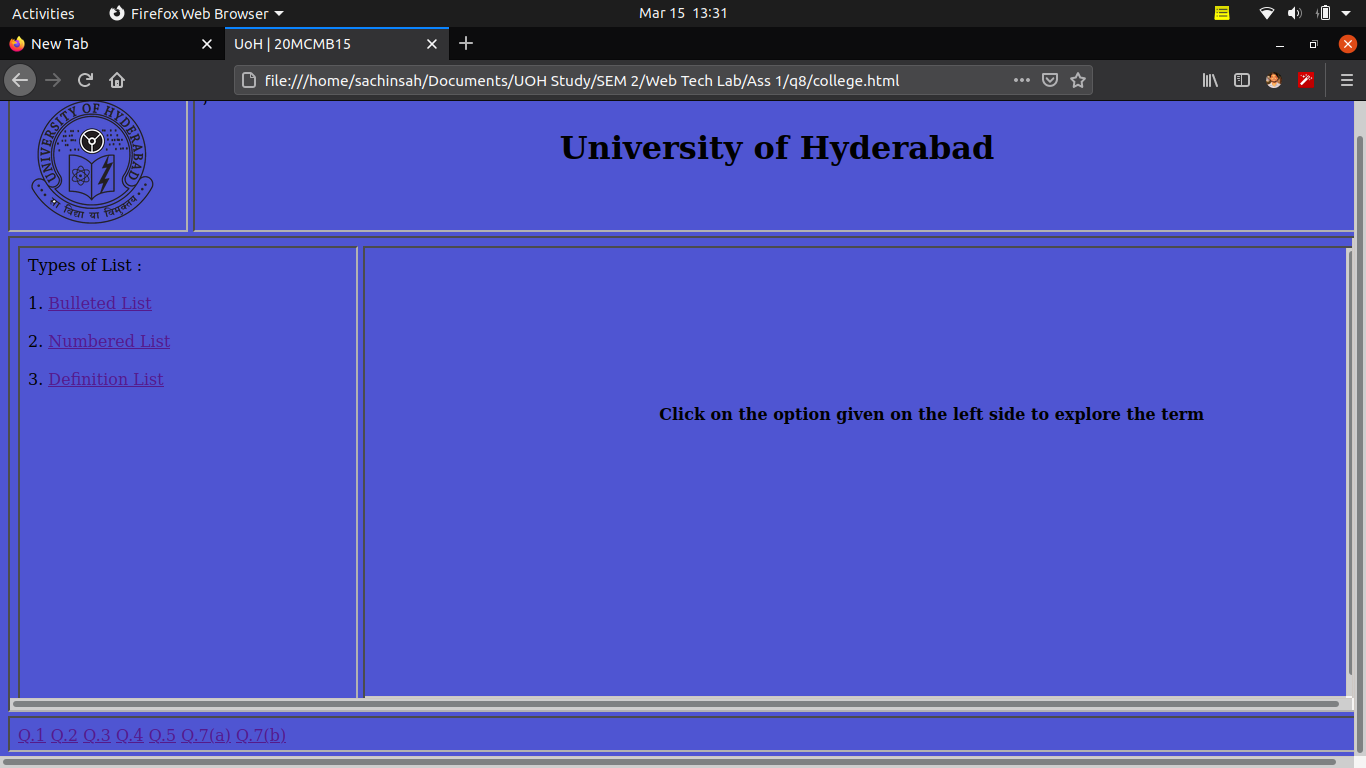 Activities Firefox Web Browser Mar 15 13:31
New Tab UoH | 20MCMB15
file:///home/sachinsah/Documents/UOH Study/SEM 2/Web Tech Lab/Ass 1/q8/college.html
UNIVERSITY OF HYDERABAD
सा विद्या या विमुक्तये
University of Hyderabad
Types of List :
1. Bulleted List
2. Numbered List
3. Definition List
Click on the option given on the left side to explore the term
Q.1 Q.2 Q.3 Q.4 Q.5 Q.7(a) Q.7(b)